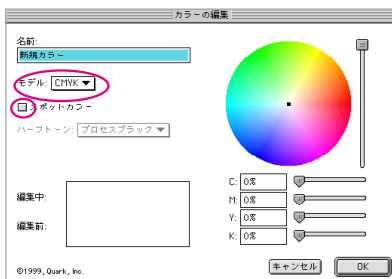 カラーの編集
名前:
新規カラー
モデル: CMYK
スポットカラー
ハーフトーン: プロセスブラック
編集中:
編集前:
C: 0%
M: 0%
Y: 0%
K: 0%
©1999, Quark, Inc.
キャンセル
OK